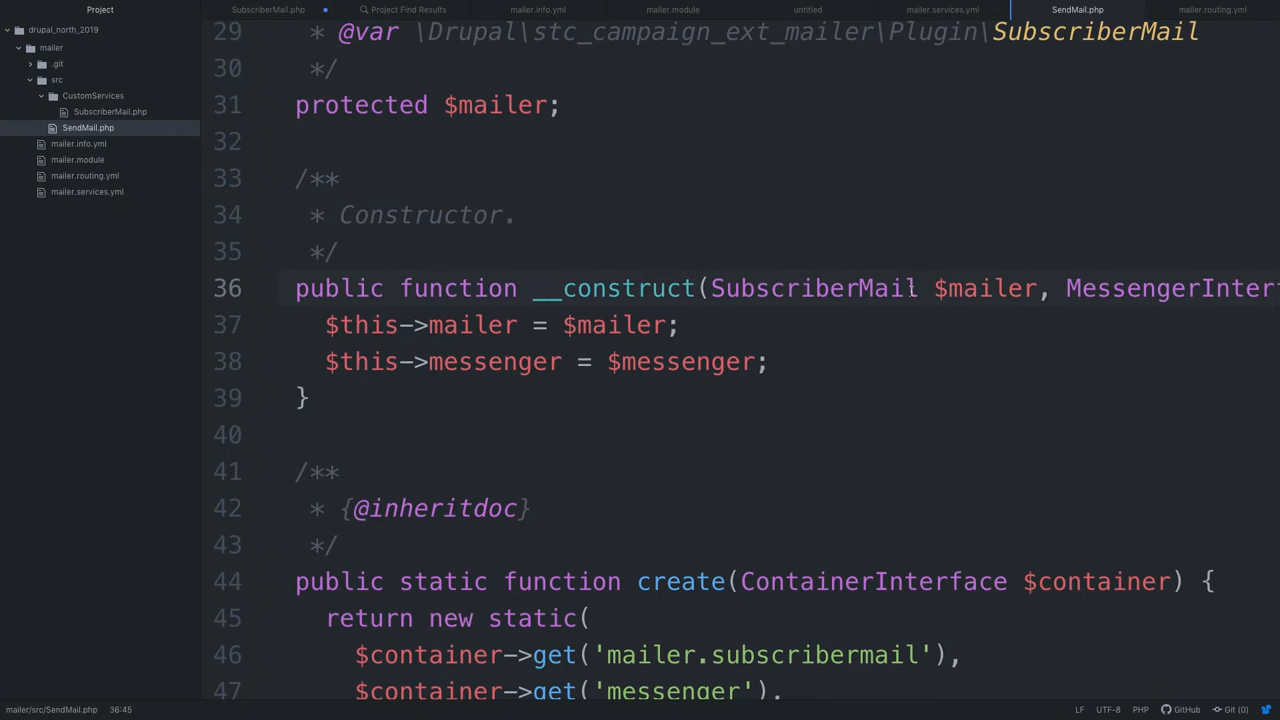 Project
SubscriberMail.php
Project Find Results
mailer.info.yml
mailer.module
untitled
mailer.services.yml
SendMail.php
mailer.routing.yml
drupal_north_2019
mailer
.git
src
CustomServices
SubscriberMail.php
SendMail.php
mailer.info.yml
mailer.module
mailer.routing.yml
mailer.services.yml
29 * @var \Drupal\stc_campaign_ext_mailer\Plugin\SubscriberMail
30 */
31 protected $mailer;
32
33 /**
34 * Constructor.
35 */
36 public function __construct(SubscriberMail $mailer, MessengerInterf
37 $this->mailer = $mailer;
38 $this->messenger = $messenger;
39 }
40
41 /**
42 * {@inheritdoc}
43 */
44 public static function create(ContainerInterface $container) {
45 return new static(
46 $container->get('mailer.subscribermail'),
47 $container->get('messenger'),
mailer/src/SendMail.php 36:45
LF UTF-8 PHP GitHub Git (0)